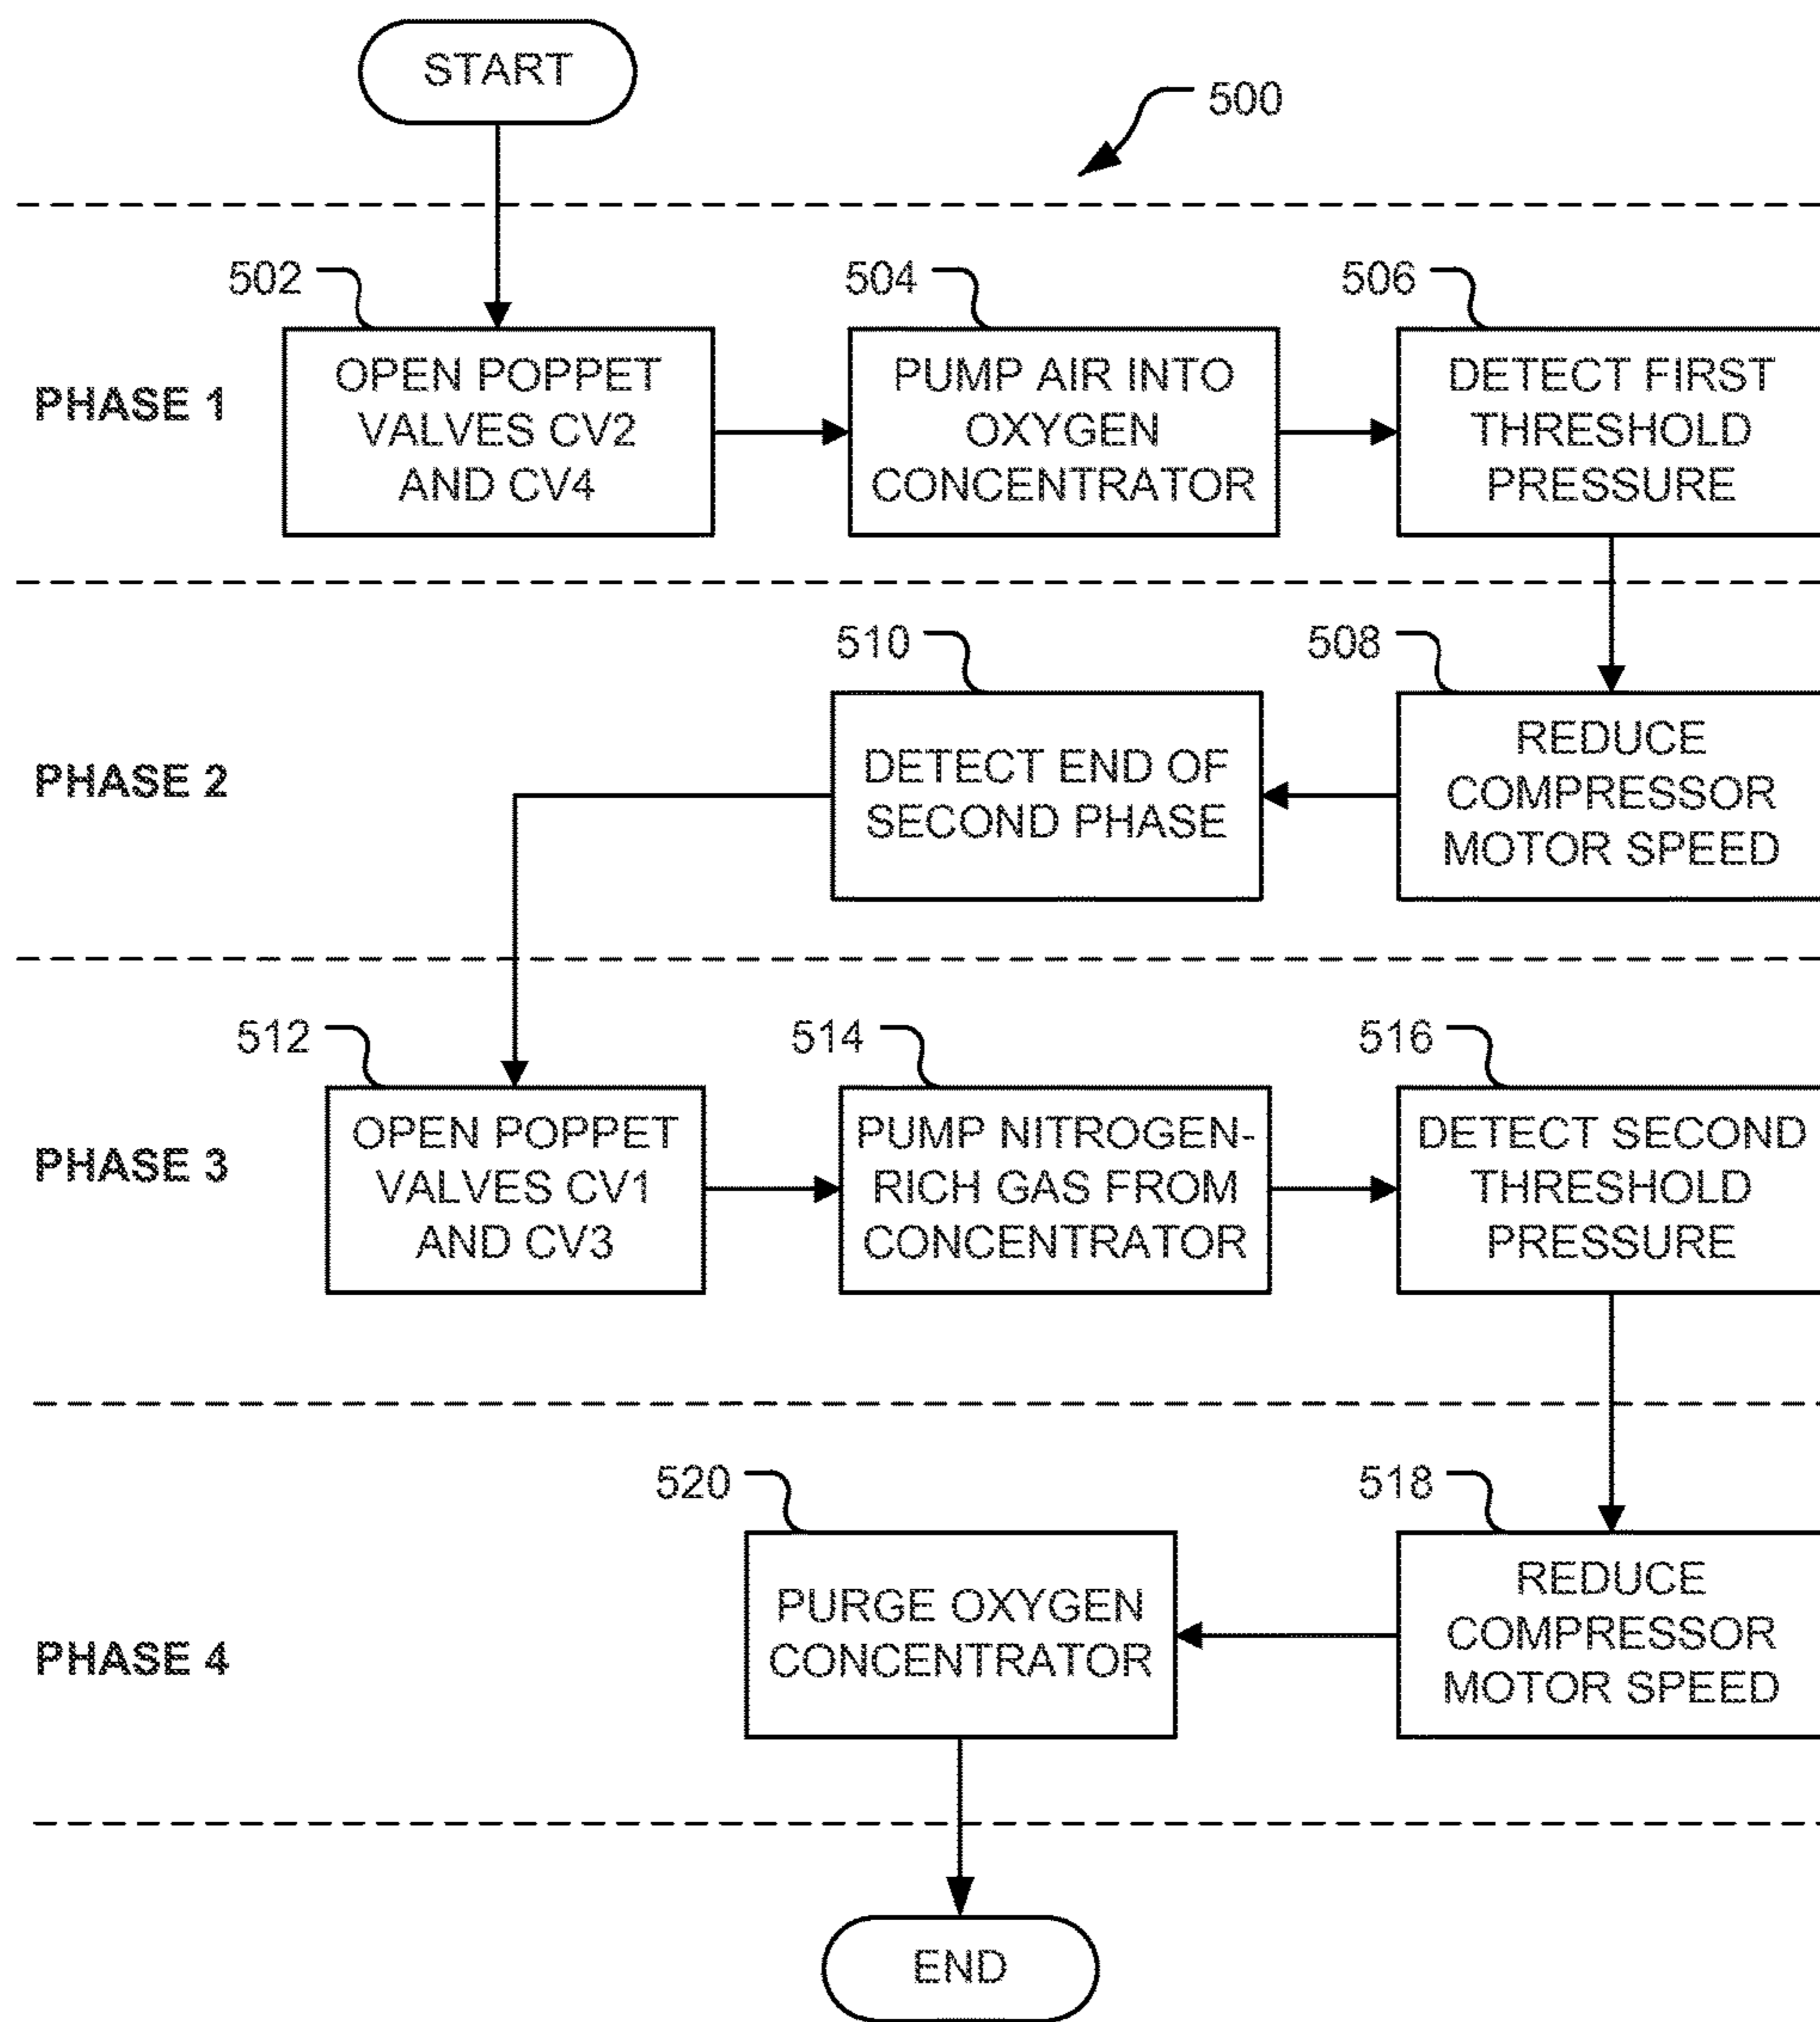 START
500
502
504
506
PHASE 1
OPEN POPPET
VALVES CV2
AND CV4
PUMP AIR INTO
OXYGEN
CONCENTRATOR
DETECT FIRST
THRESHOLD
PRESSURE
510
508
PHASE 2
DETECT END OF
SECOND PHASE
REDUCE
COMPRESSOR
MOTOR SPEED
512
514
516
PHASE 3
OPEN POPPET
VALVES CV1
AND CV3
PUMP NITROGEN-
RICH GAS FROM
CONCENTRATOR
DETECT SECOND
THRESHOLD
PRESSURE
520
518
PHASE 4
PURGE OXYGEN
CONCENTRATOR
REDUCE
COMPRESSOR
MOTOR SPEED
END